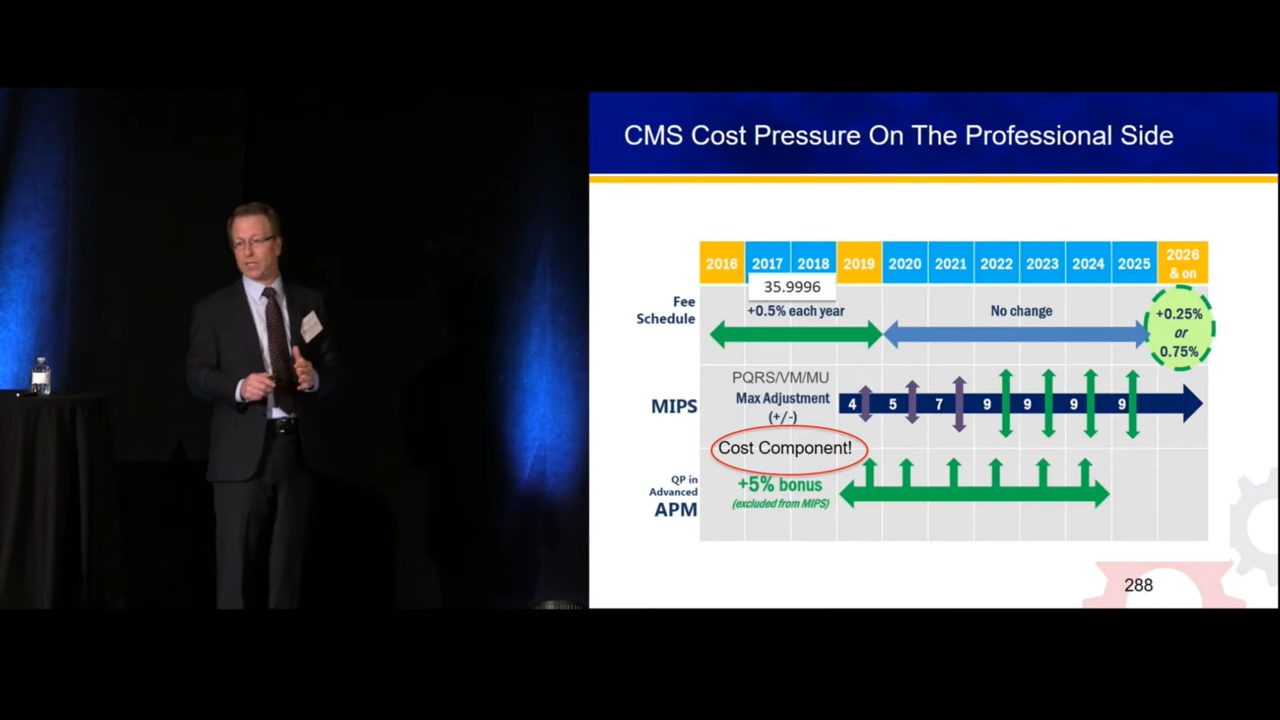 CMS Cost Pressure On The Professional Side
2016 2017 2018 2019 2020 2021 2022 2023 2024 2025 2026
& on
35.9996
Fee
Schedule
+0.5% each year
No change
+0.25%
or
0.75%
PQRS/VM/MU
MIPS
Max Adjustment
(+/-)
4 5 7 9 9 9 9
Cost Component!
QP in
Advanced
APM
+5% bonus
(excluded from MIPS)
288